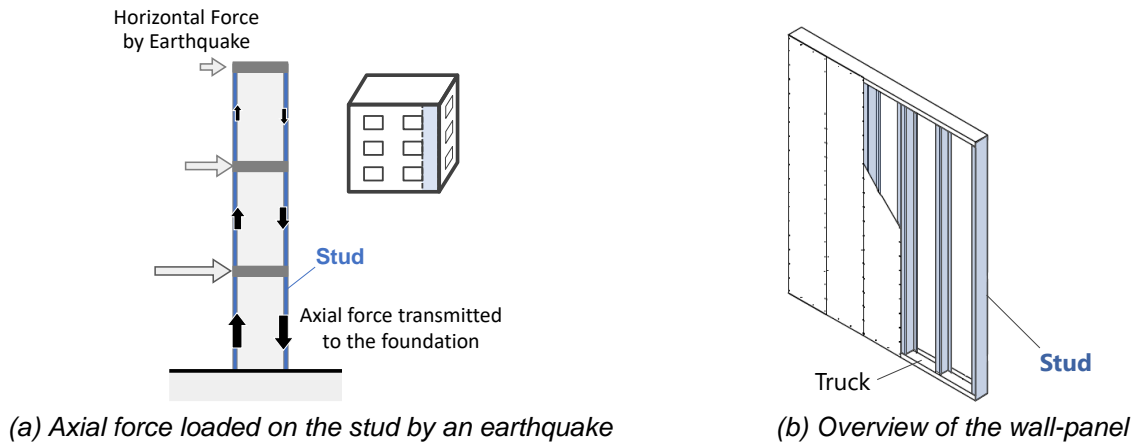 Horizontal Force
by Earthquake
Stud
Axial force transmitted
to the foundation
(a) Axial force loaded on the stud by an earthquake
Stud
Truck
(b) Overview of the wall-panel